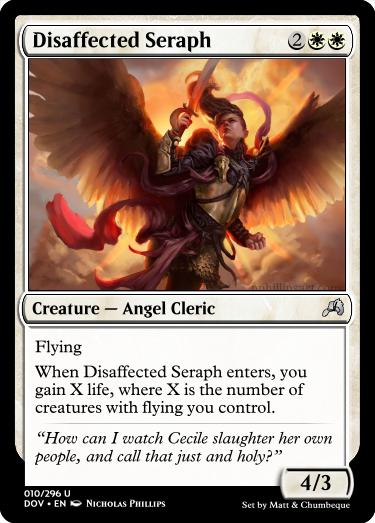 Disaffected Seraph 2
Creature — Angel Cleric
Flying
When Disaffected Seraph enters, you
gain X life, where X is the number of
creatures with flying you control.
“How can I watch Cecile slaughter her own
people, and call that just and holy?”
4/3
010/296 U
DOV • EN Nicholas Phillips
Set by Matt & Chumbeque